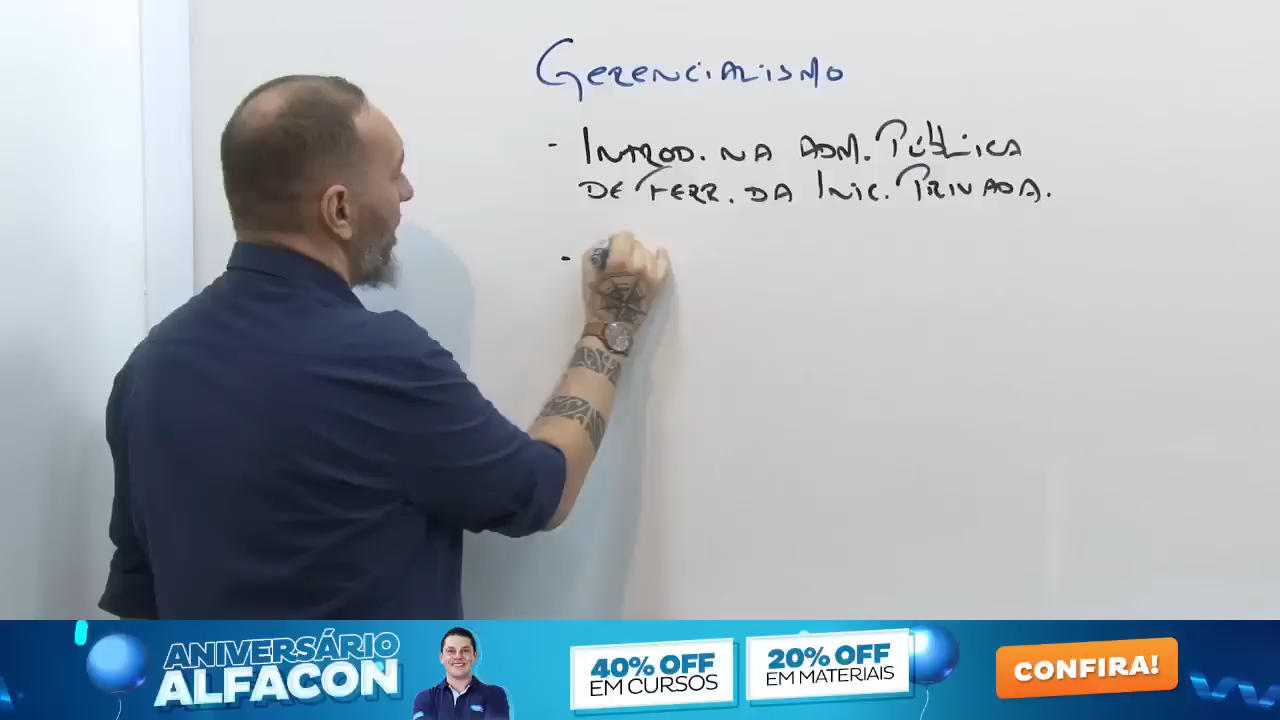 GERENCIALISMO
- INTROD. NA ADM. PÚBLICA
DE FERR. DA INIC. PRIVADA.
-
ANIVERSÁRIO
ALFACON
40% OFF
EM CURSOS
20% OFF
EM MATERIAIS
CONFIRA!